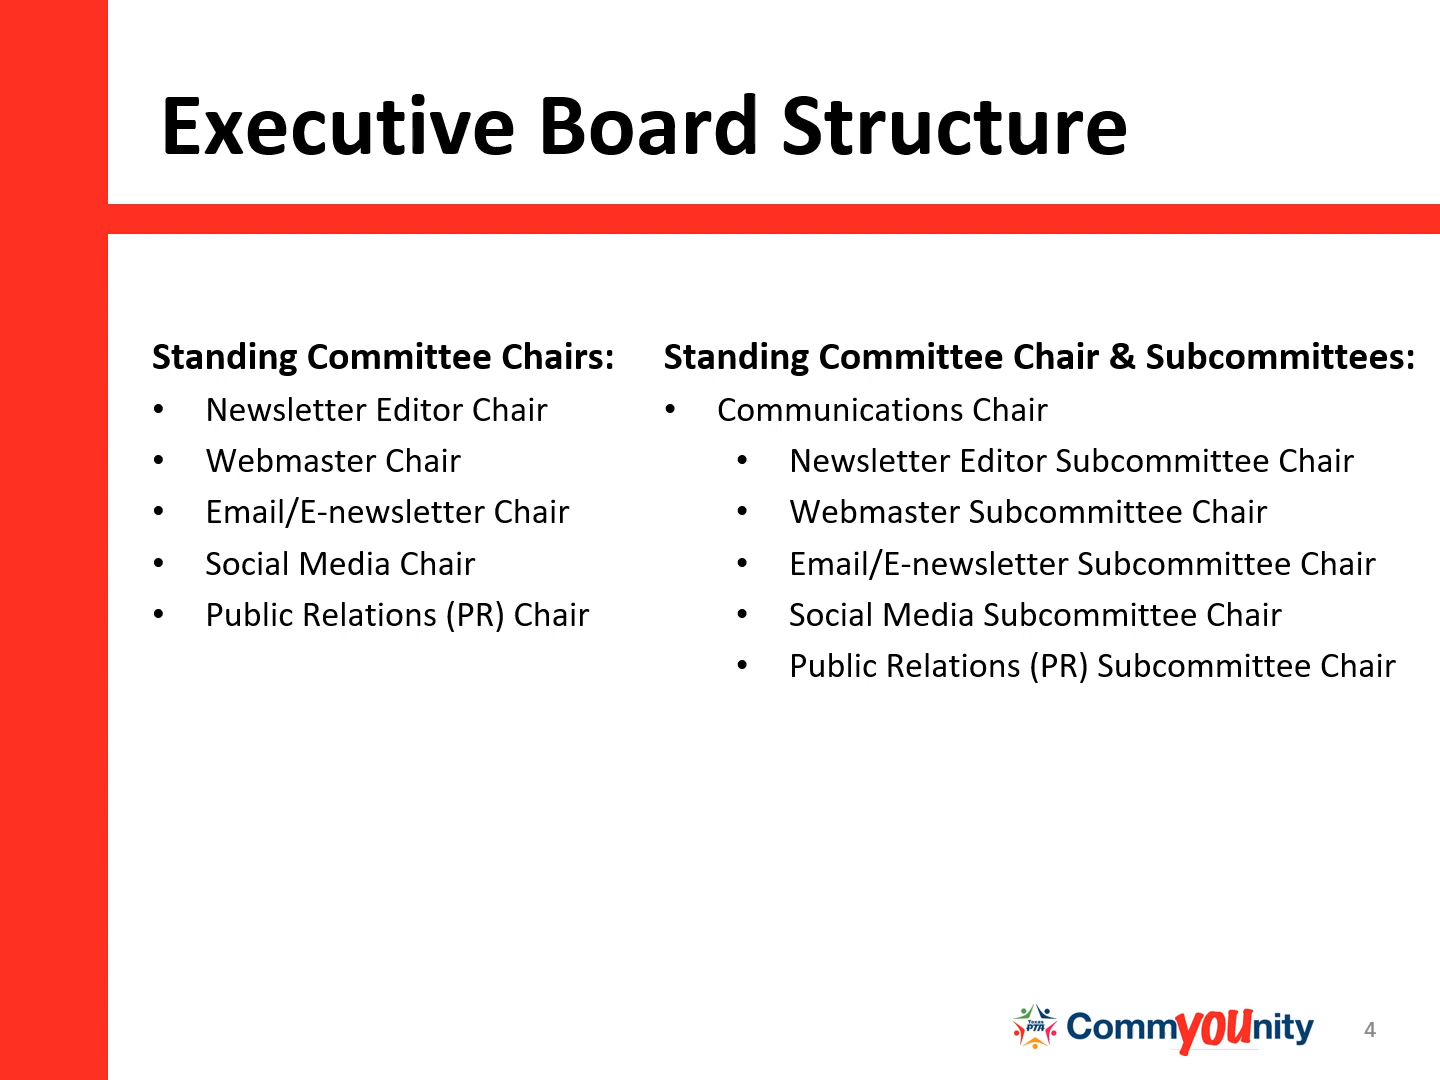 Executive Board Structure
Standing Committee Chairs:
• Newsletter Editor Chair
• Webmaster Chair
• Email/E-newsletter Chair
• Social Media Chair
• Public Relations (PR) Chair
Standing Committee Chair & Subcommittees:
• Communications Chair
• Newsletter Editor Subcommittee Chair
• Webmaster Subcommittee Chair
• Email/E-newsletter Subcommittee Chair
• Social Media Subcommittee Chair
• Public Relations (PR) Subcommittee Chair
Texas
PTA
CommYOUnity
4